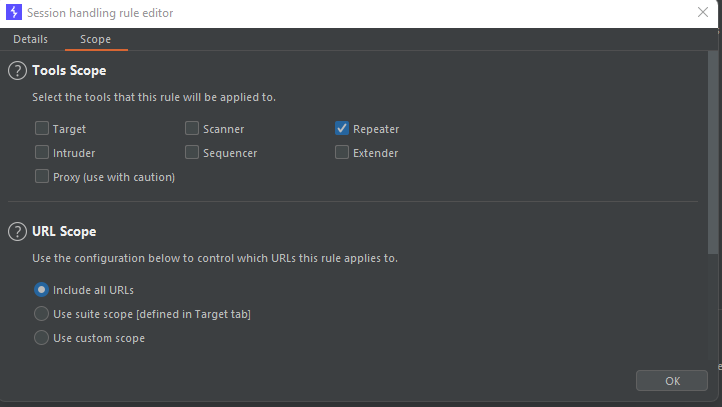 Session handling rule editor
Details Scope
Tools Scope
Select the tools that this rule will be applied to.
Target Scanner Repeater
Intruder Sequencer Extender
Proxy (use with caution)
URL Scope
Use the configuration below to control which URLs this rule applies to.
Include all URLs
Use suite scope [defined in Target tab]
Use custom scope
OK